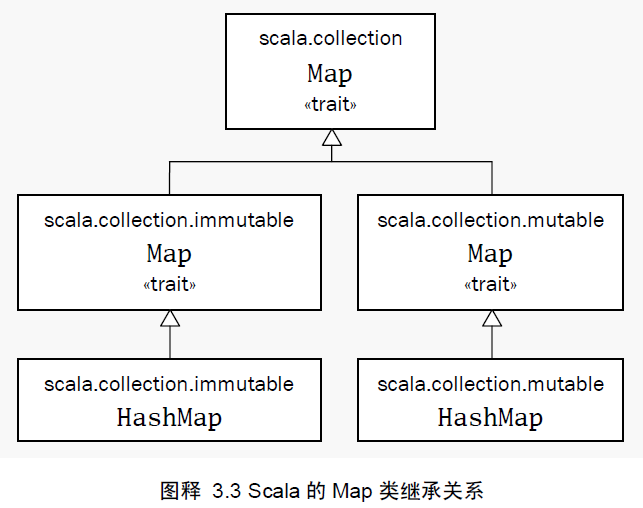 scala.collection
Map
«trait»
scala.collection.immutable
Map
«trait»
scala.collection.mutable
Map
«trait»
scala.collection.immutable
HashMap
scala.collection.mutable
HashMap
图释 3.3 Scala 的 Map 类继承关系